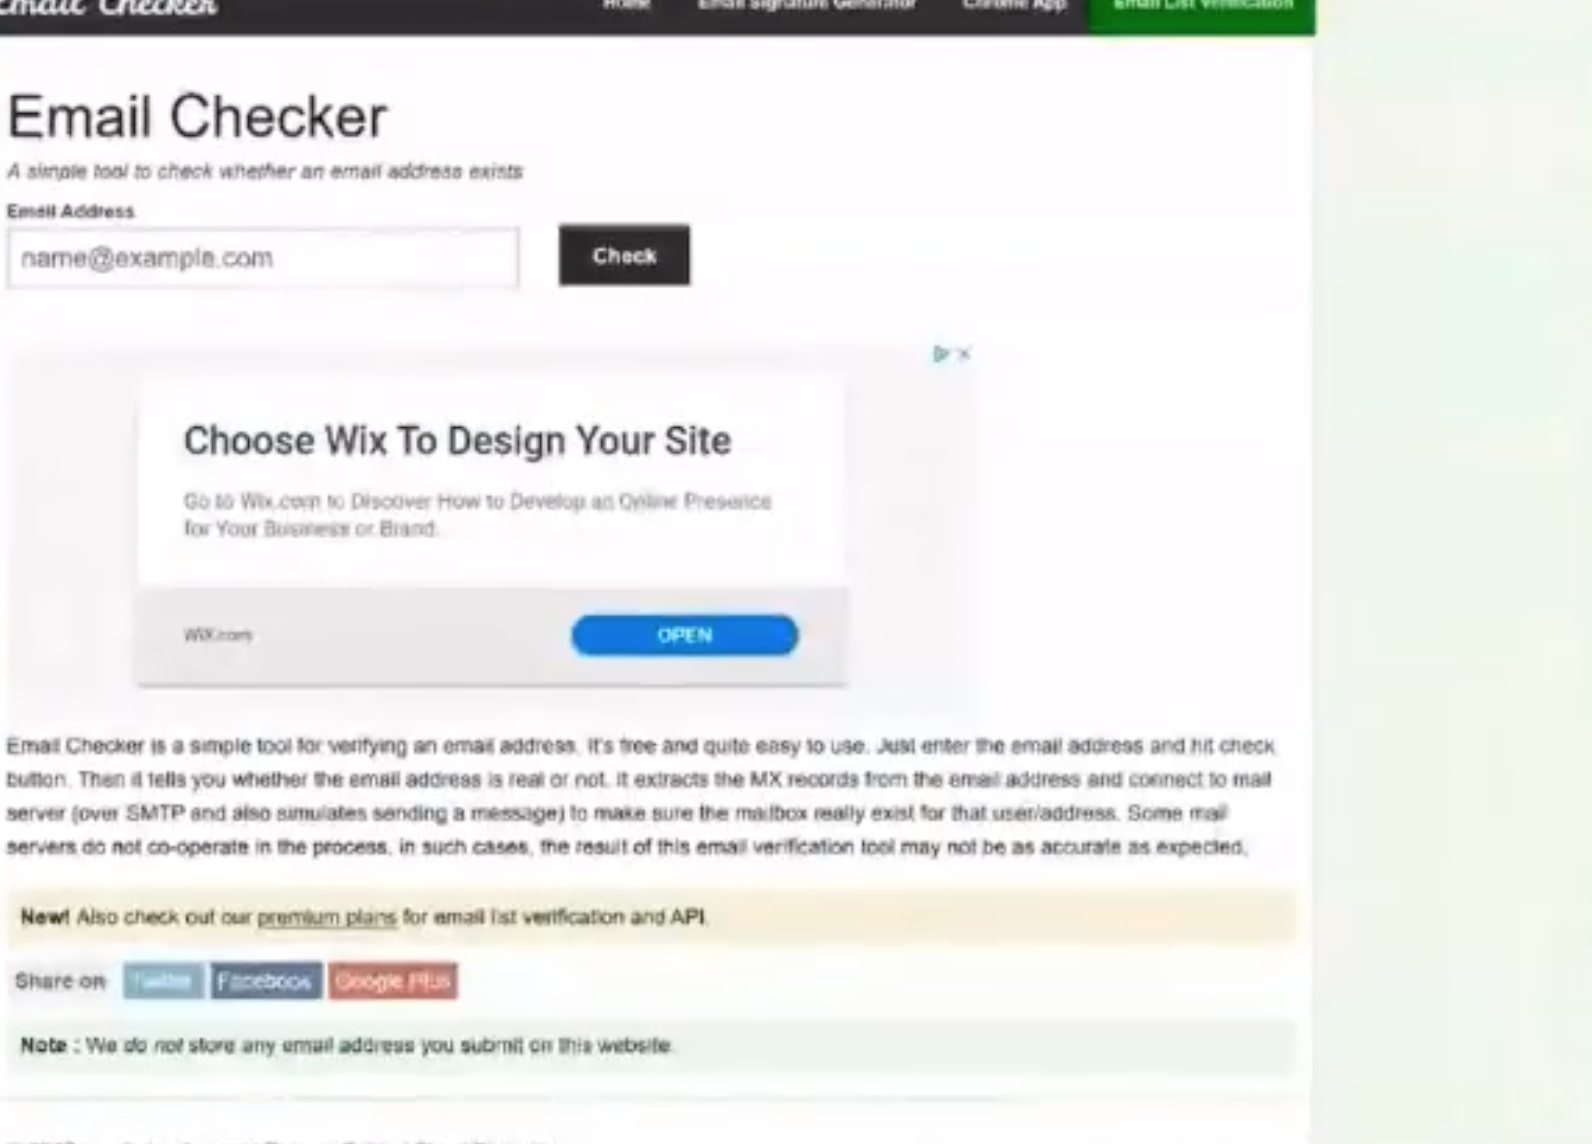 Email Checker
Home Email Signature Generator Chrome App Email List Verification
Email Checker
A simple tool to check whether an email address exists
Email Address
name@example.com Check
Choose Wix To Design Your Site
Go to Wix.com to Discover How to Develop an Online Presence
for Your Business or Brand.
Wix.com OPEN
Email Checker is a simple tool for verifying an email address. It's free and quite easy to use. Just enter the email address and hit check
button. Then it tells you whether the email address is real or not. It extracts the MX records from the email address and connect to mail
server (over SMTP and also simulates sending a message) to make sure the mailbox really exist for that user/address. Some mail
servers do not co-operate in the process, in such cases, the result of this email verification tool may not be as accurate as expected.
New! Also check out our premium plans for email list verification and API.
Share on Twitter Facebook Google Plus
Note : We do not store any email address you submit on this website.